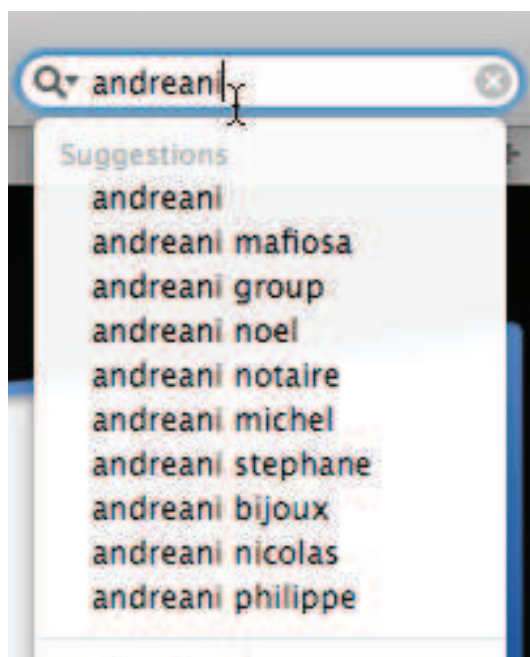 andreani
Suggestions
andreani
andreani mafiosa
andreani group
andreani noel
andreani notaire
andreani michel
andreani stephane
andreani bijoux
andreani nicolas
andreani philippe